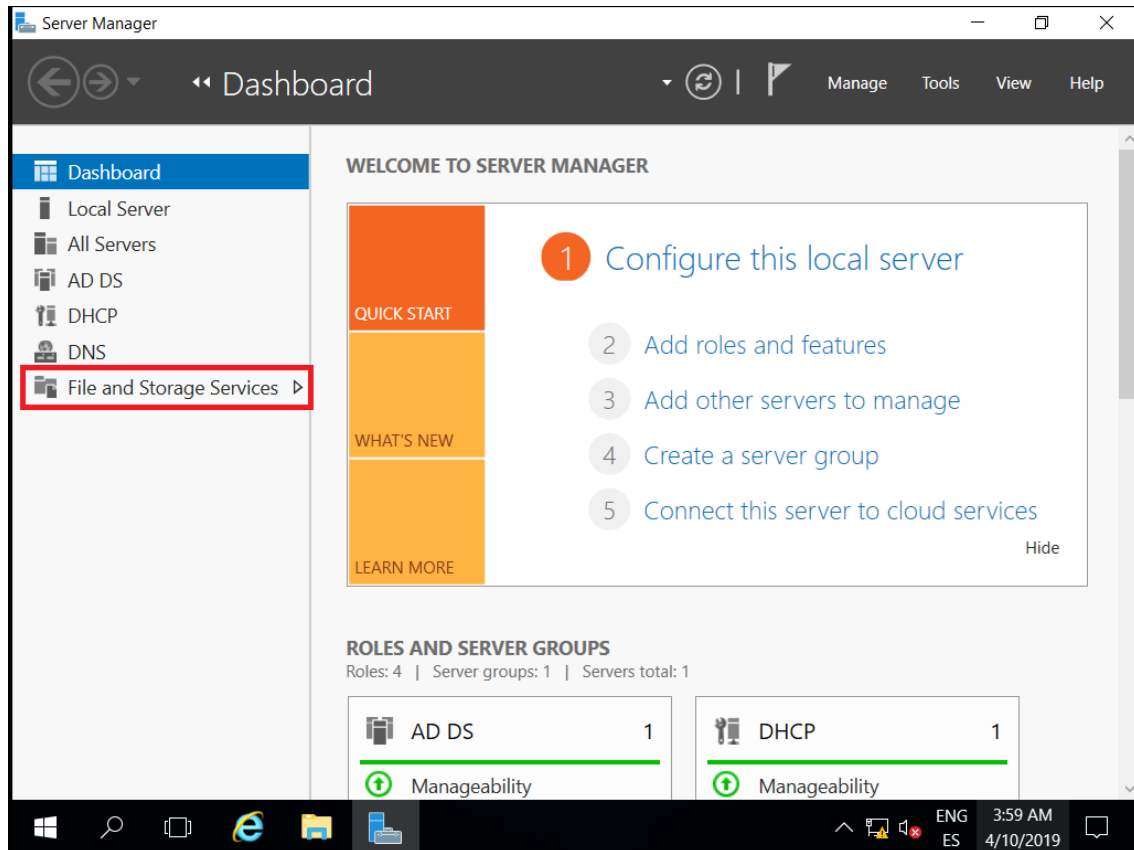 Server Manager
Dashboard
Manage Tools View Help
Dashboard
Local Server
All Servers
AD DS
DHCP
DNS
File and Storage Services
WELCOME TO SERVER MANAGER
QUICK START
WHAT'S NEW
LEARN MORE
1 Configure this local server
2 Add roles and features
3 Add other servers to manage
4 Create a server group
5 Connect this server to cloud services
Hide
ROLES AND SERVER GROUPS
Roles: 4 | Server groups: 1 | Servers total: 1
AD DS 1
Manageability
DHCP 1
Manageability
ENG
ES
3:59 AM
4/10/2019